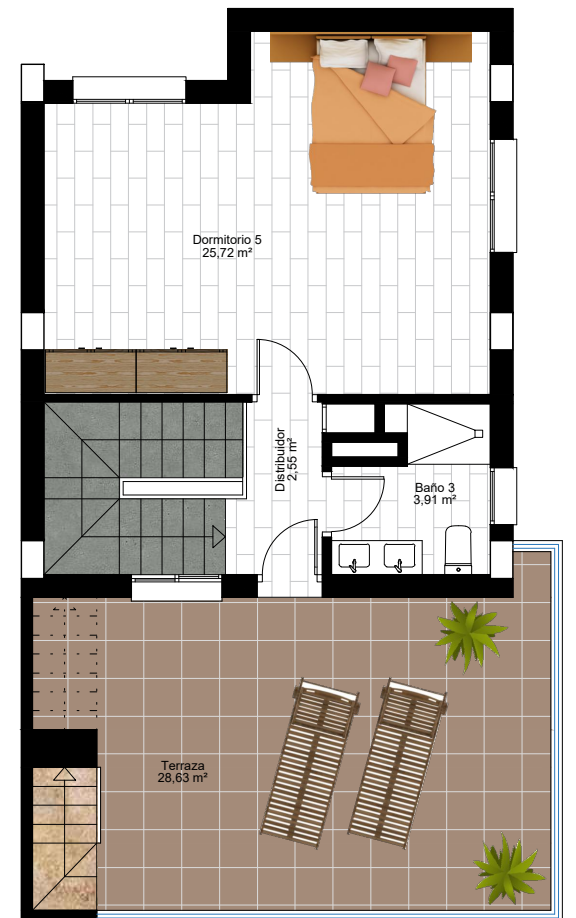 Dormitorio 5
25,72 m²
Distribuidor
2,55 m²
Baño 3
3,91 m²
Terraza
28,63 m²